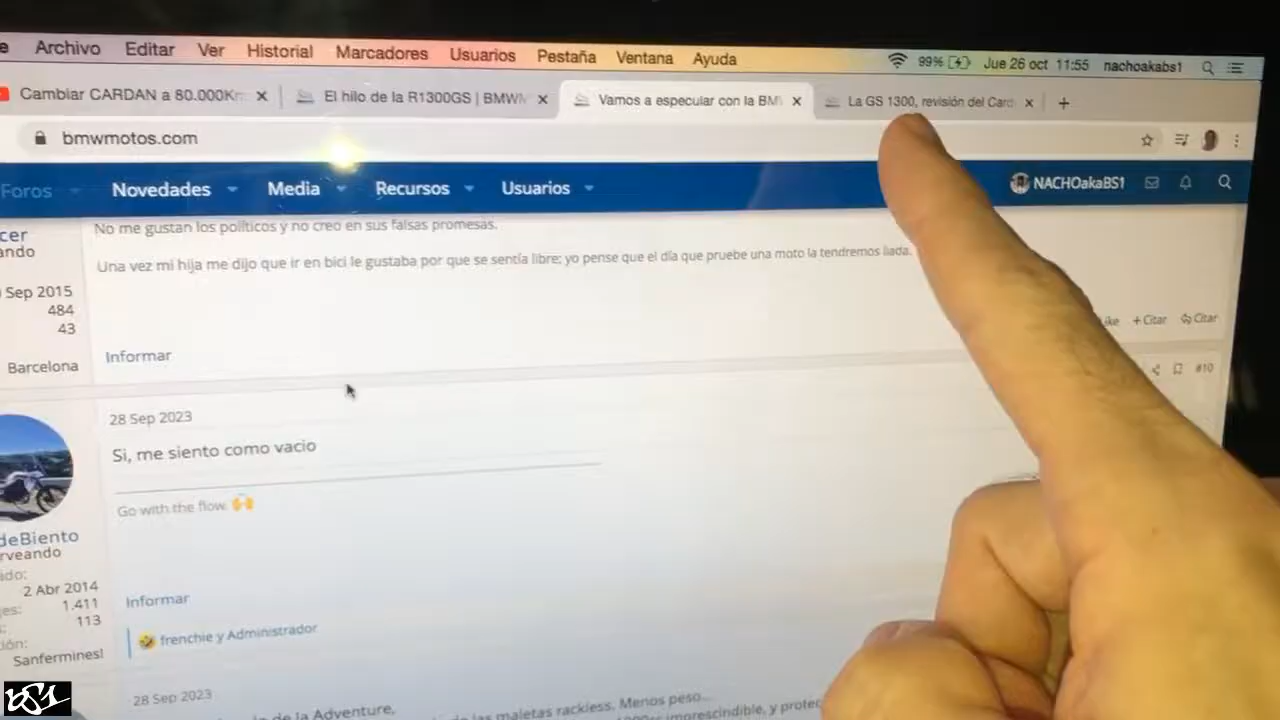 Archivo Editar Ver Historial Marcadores Usuarios Pestaña Ventana Ayuda 99% Jue 26 oct 11:55 nachoakabs1
Cambiar CARDAN a 80.000Km El hilo de la R1300GS | BMWM Vamos a especular con la BM La GS 1300, revisión del Card
bmwmotos.com
Foros Novedades Media Recursos Usuarios NACHOakaBS1
No me gustan los políticos y no creo en sus falsas promesas.
Una vez mi hija me dijo que ir en bici le gustaba por que se sentía libre; yo pense que el día que pruebe una moto la tendremos liada.
Sep 2015
484
43
Barcelona
+ Citar Citar
Informar
#10
28 Sep 2023
Si, me siento como vacio
Go with the flow.
deBiento
2 Abr 2014
1.411
113
Sanfermines!
Informar
frenchie y Administrador
28 Sep 2023
de la Adventure,
las maletas rackless. Menos peso...
imprescindible, y
bS1